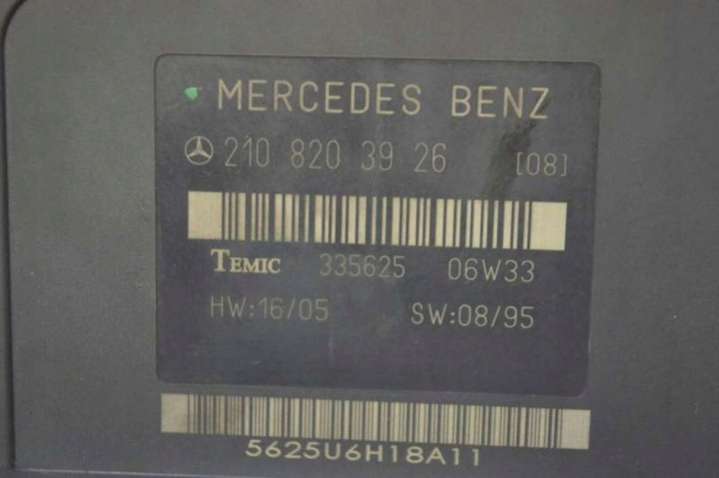 MERCEDES BENZ
210 820 39 26 [08]
TEMIC 335625 06W33
HW:16/05 SW:08/95
5625U6H18A11